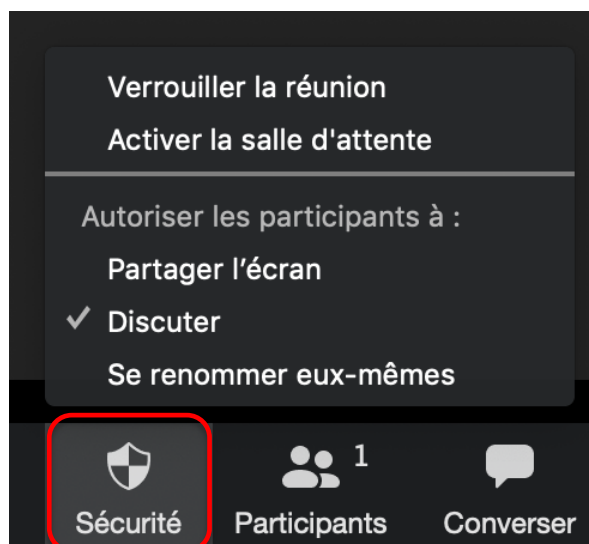 Verrouiller la réunion
Activer la salle d'attente
Autoriser les participants à :
Partager l’écran
Discuter
Se renommer eux-mêmes
1
Sécurité
Participants
Converser